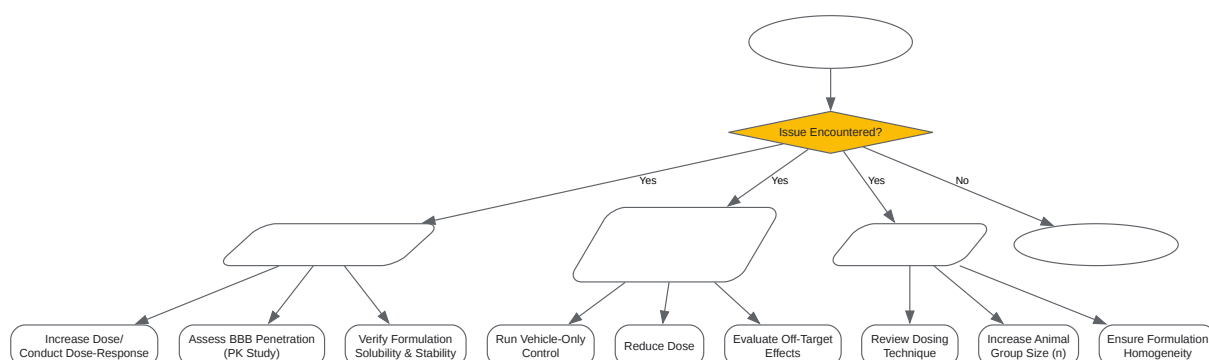 Issue Encountered?
Yes
Yes
Yes
No
Increase Dose/
Conduct Dose-Response
Assess BBB Penetration
(PK Study)
Verify Formulation
Solubility & Stability
Run Vehicle-Only
Control
Reduce Dose
Evaluate Off-Target
Effects
Review Dosing
Technique
Increase Animal
Group Size (n)
Ensure Formulation
Homogeneity